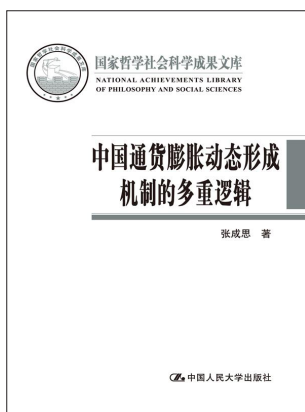 国家哲学社会科学成果文库
NATIONAL ACHIEVEMENTS LIBRARY
OF PHILOSOPHY AND SOCIAL SCIENCES
中国通货膨胀动态形成
机制的多重逻辑
张成思 著
中国人民大学出版社